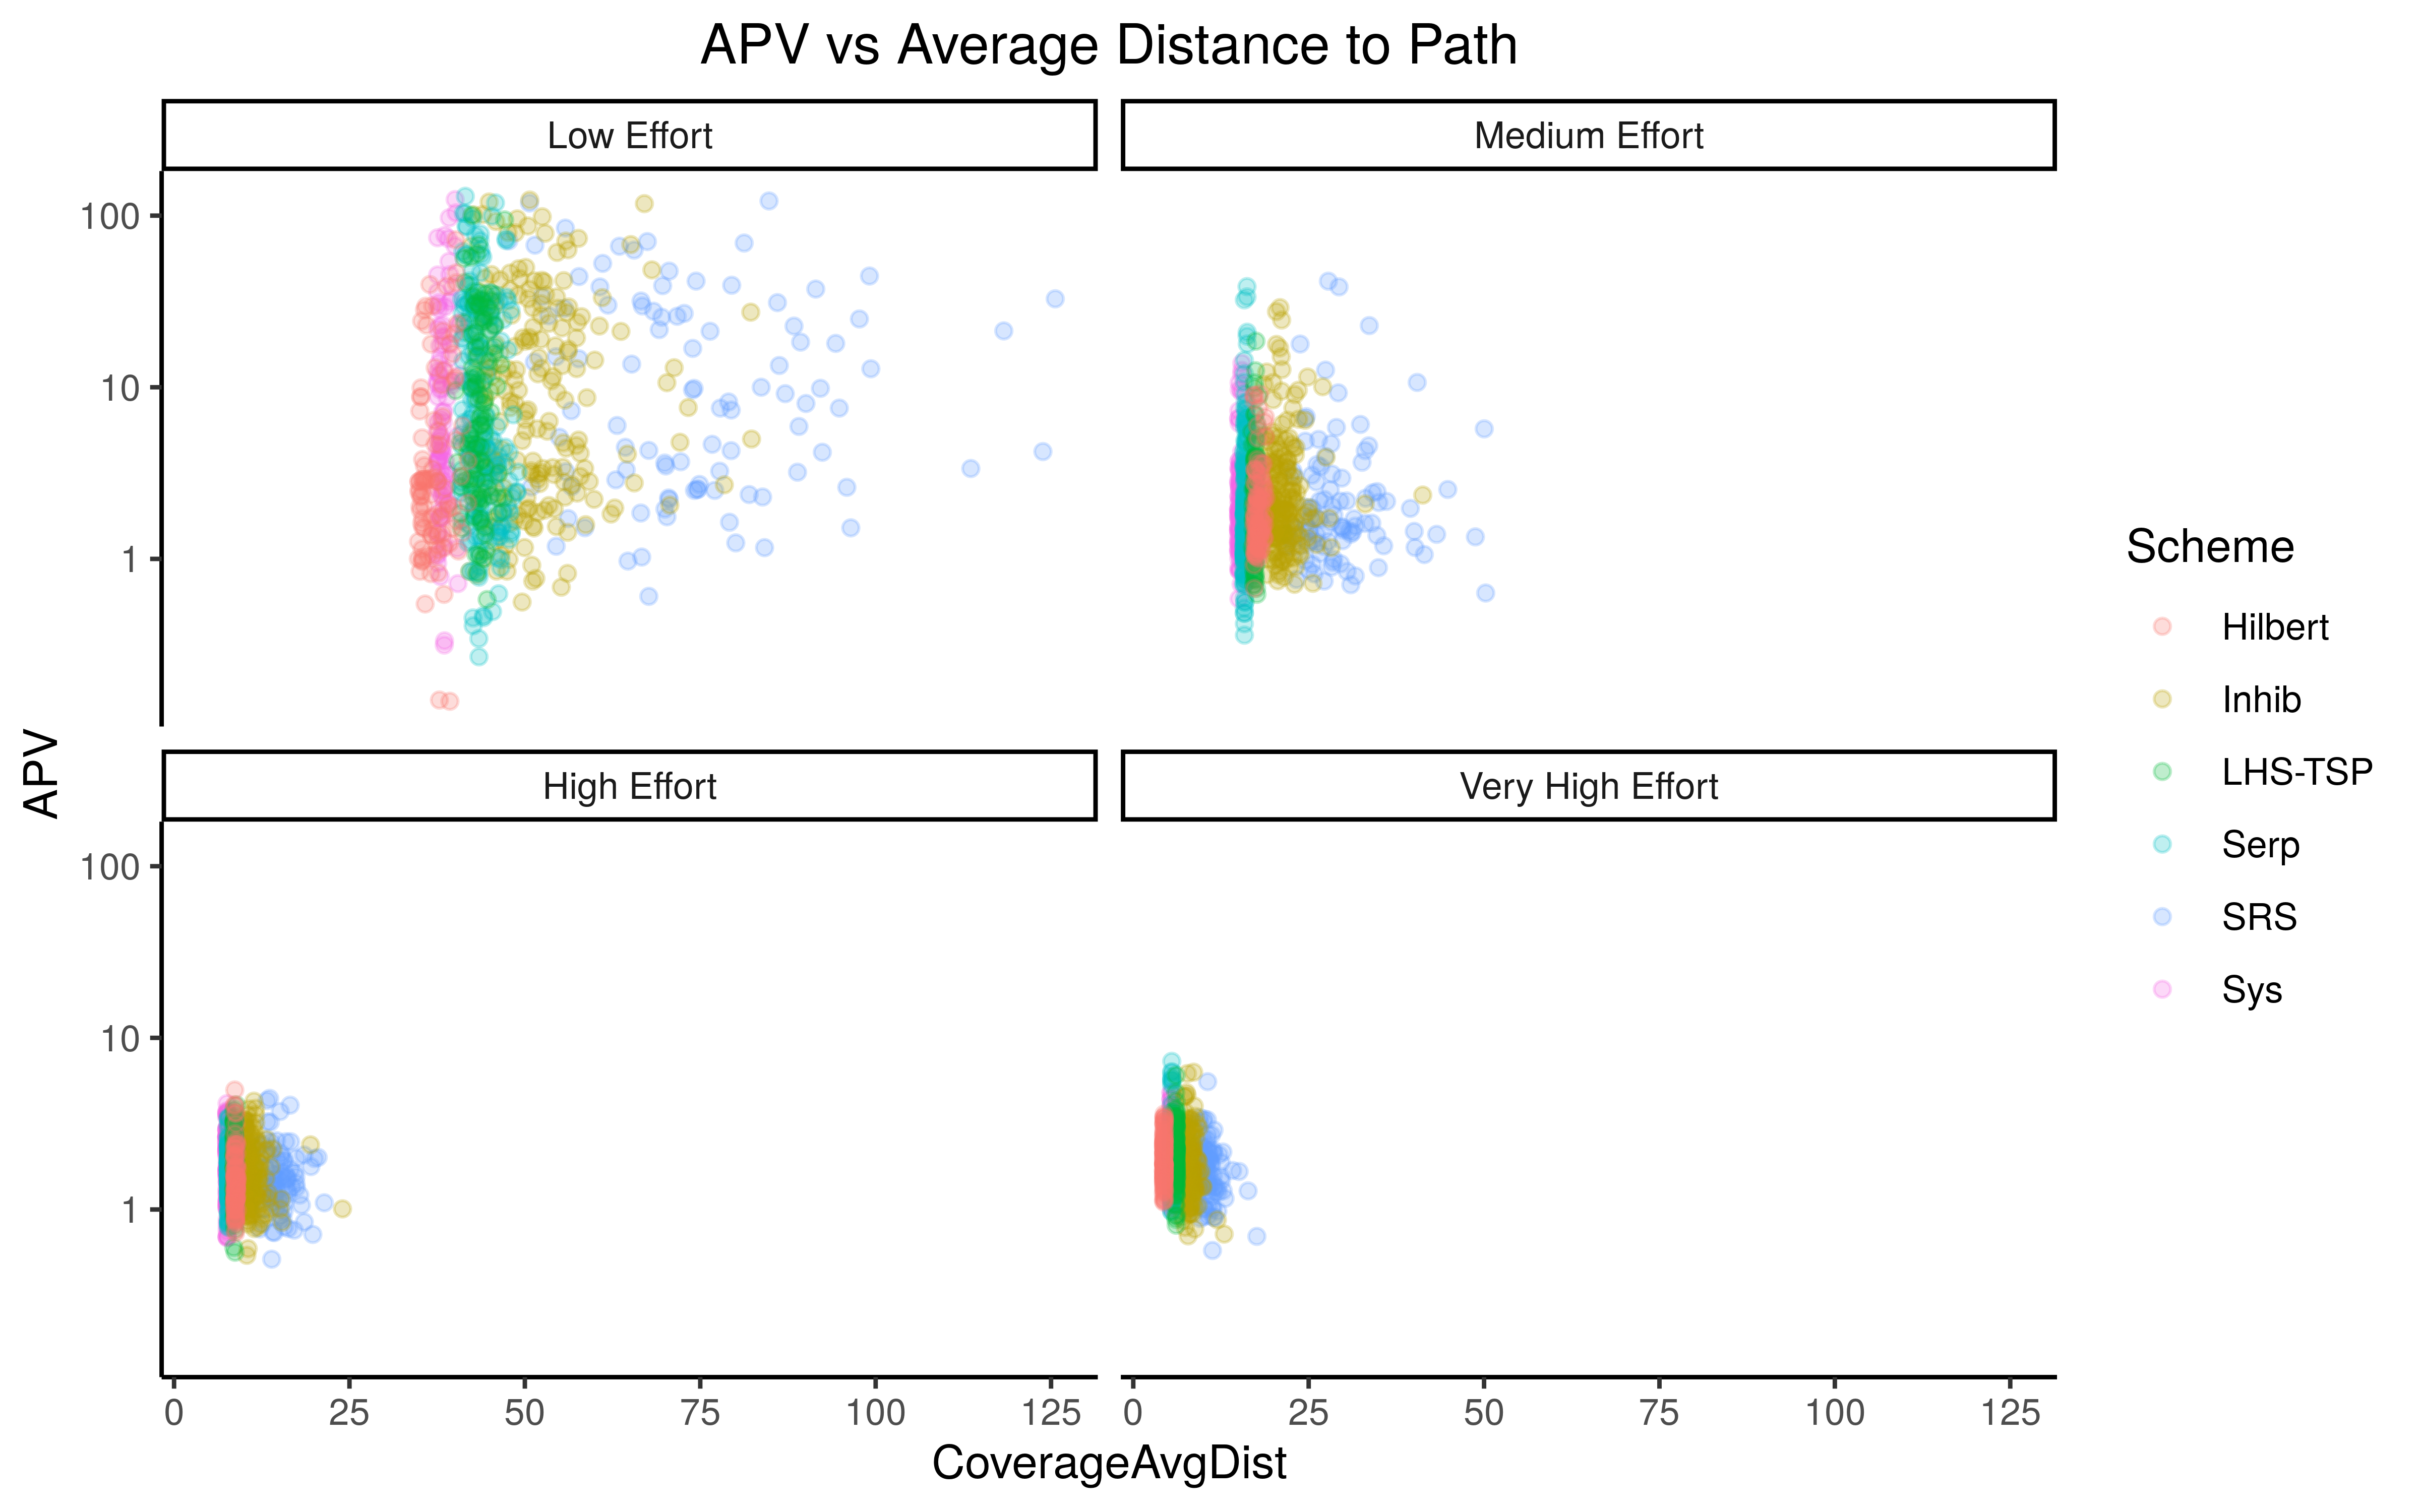 APV vs Average Distance to Path
Low Effort
Medium Effort
100
10
1
APV
High Effort
Very High Effort
100
10
1
0 25 50 75 100 125
0 25 50 75 100 125
CoverageAvgDist
Scheme
Hilbert
Inhib
LHS-TSP
Serp
SRS
Sys